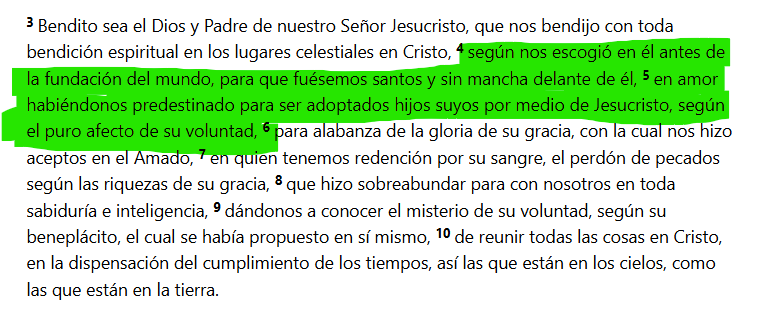 3 Bendito sea el Dios y Padre de nuestro Señor Jesucristo, que nos bendijo con toda
bendición espiritual en los lugares celestiales en Cristo, 4 según nos escogió en él antes de
la fundación del mundo, para que fuésemos santos y sin mancha delante de él, 5 en amor
habiéndonos predestinado para ser adoptados hijos suyos por medio de Jesucristo, según
el puro afecto de su voluntad, 6 para alabanza de la gloria de su gracia, con la cual nos hizo
aceptos en el Amado, 7 en quien tenemos redención por su sangre, el perdón de pecados
según las riquezas de su gracia, 8 que hizo sobreabundar para con nosotros en toda
sabiduría e inteligencia, 9 dándonos a conocer el misterio de su voluntad, según su
beneplácito, el cual se había propuesto en sí mismo, 10 de reunir todas las cosas en Cristo,
en la dispensación del cumplimiento de los tiempos, así las que están en los cielos, como
las que están en la tierra.